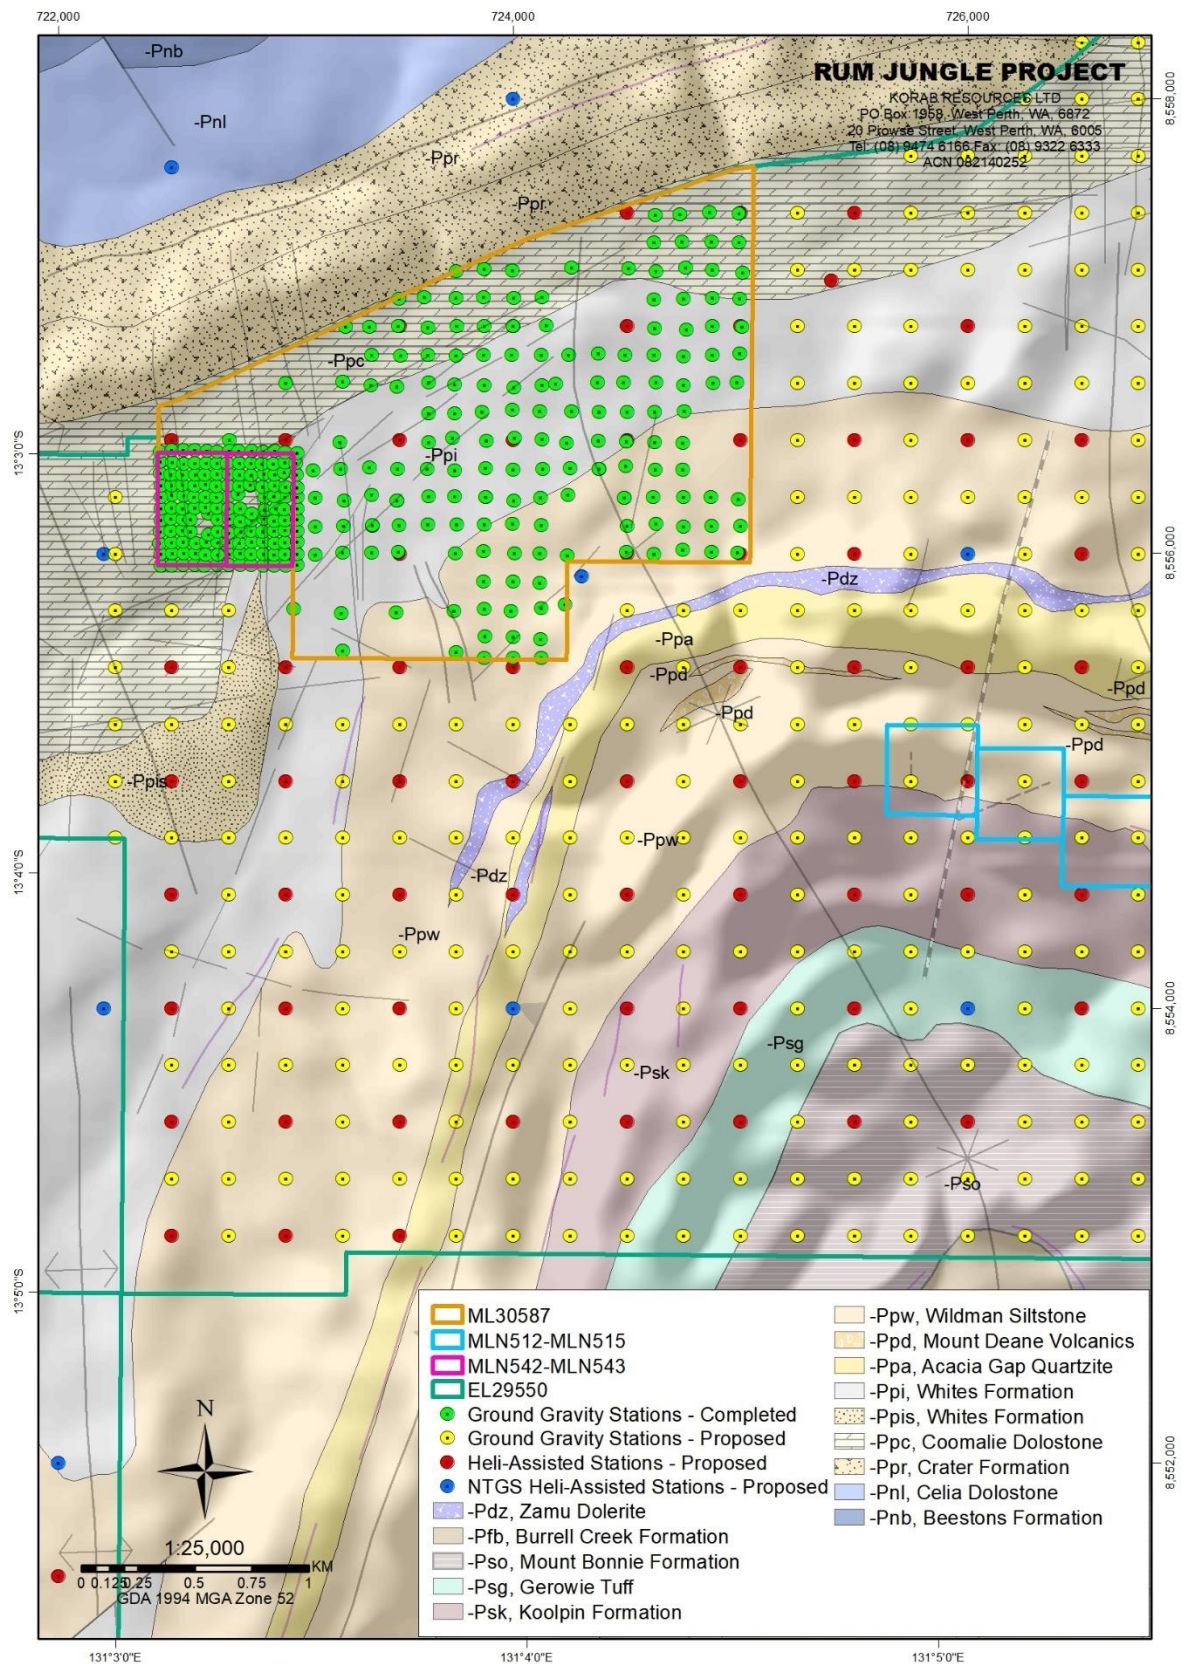 722,000
724,000
726,000
RUM JUNGLE PROJECT
KORAB RESOURCES LTD
PO Box 1958, West Perth, WA, 6872
20 Prowse Street, West Perth, WA, 6005
Tel: (08) 9474 6166 Fax: (08) 9322 6333
ACN 082140252
8,558,000
-Pnb
-Pnl
-Ppr
-Ppr
-Ppc
13°3'0"S
-Ppi
8,556,000
-Pdz
-Ppa
-Ppd
-Ppd
-Ppd
-Ppd
-Ppis
-Ppw
13°4'0"S
-Pdz
-Ppw
8,554,000
-Psg
-Psk
-Pso
13°5'0"S
ML30587
MLN512-MLN515
MLN542-MLN543
EL29550
Ground Gravity Stations - Completed
Ground Gravity Stations - Proposed
Heli-Assisted Stations - Proposed
NTGS Heli-Assisted Stations - Proposed
-Pdz, Zamu Dolerite
-Pfb, Burrell Creek Formation
-Pso, Mount Bonnie Formation
-Psg, Gerowie Tuff
-Psk, Koolpin Formation
-Ppw, Wildman Siltstone
-Ppd, Mount Deane Volcanics
-Ppa, Acacia Gap Quartzite
-Ppi, Whites Formation
-Ppis, Whites Formation
-Ppc, Coomalie Dolostone
-Ppr, Crater Formation
-Pnl, Celia Dolostone
-Pnb, Beestons Formation
8,552,000
N
1:25,000
KM
0 0.125 0.25 0.5 0.75 1
GDA 1994 MGA Zone 52
131°3'0"E
131°4'0"E
131°5'0"E